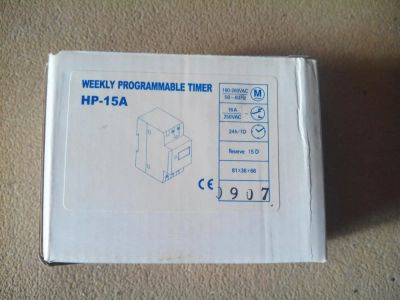 WEEKLY PROGRAMMABLE TIMER
HP-15A
180-260VAC
50-60HZ
M
16A
250VAC
24h/7D
Reserve 15 D
81×36×66
CE
0907